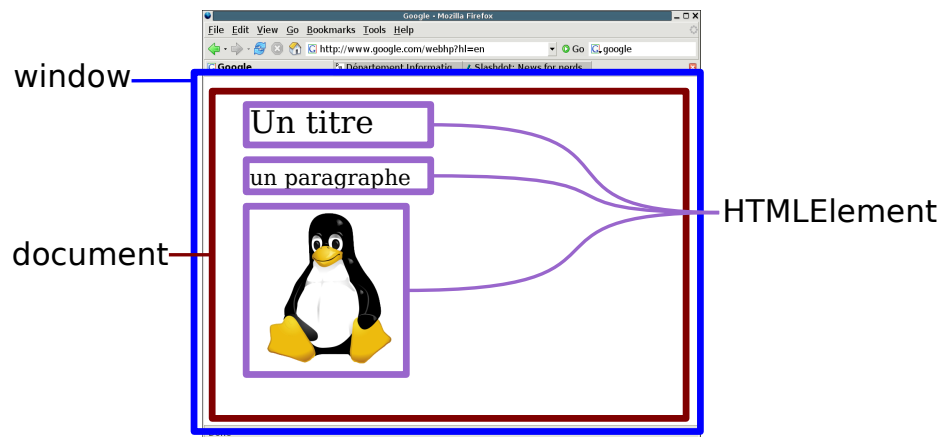 Google - Mozilla Firefox
File Edit View Go Bookmarks Tools Help
http://www.google.com/webhp?hl=en Go google
Google Département Informatiq Slashdot: News for nerds
window
Un titre
un paragraphe
HTMLElement
document